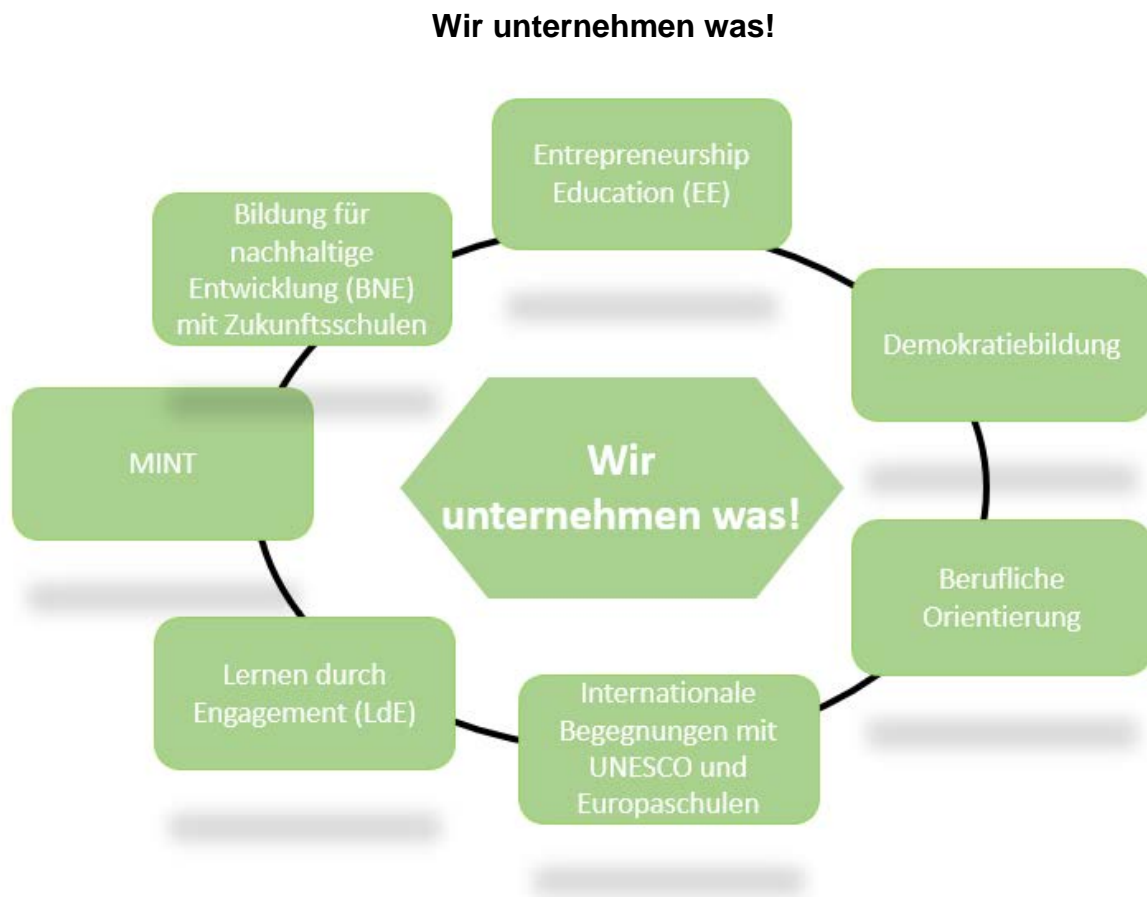 Wir unternehmen was!
Entrepreneurship
Education (EE)
Bildung für
nachhaltige
Entwicklung (BNE)
mit Zukunftsschulen
Demokratiebildung
MINT
Wir
unternehmen was!
Berufliche
Orientierung
Lernen durch
Engagement (LdE)
Internationale
Begegnungen mit
UNESCO und
Europaschulen